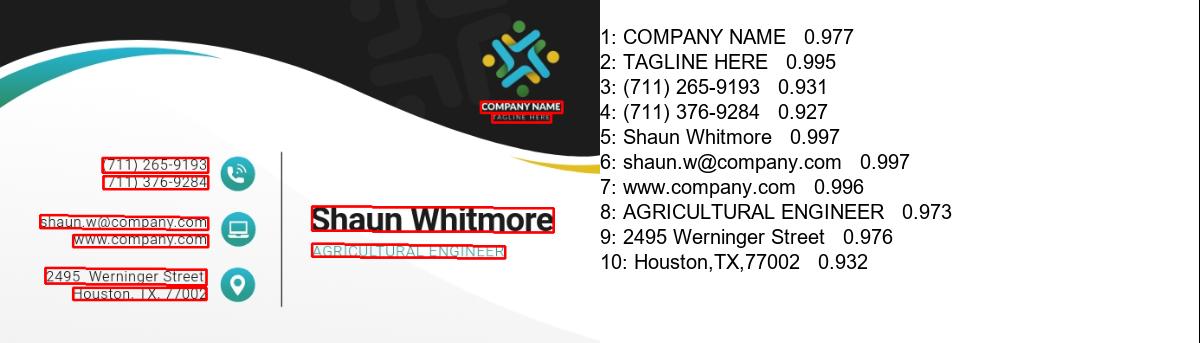 COMPANY NAME
TAGLINE HERE
(711) 265-9193
(711) 376-9284
shaun.w@company.com
www.company.com
2495 Werninger Street
Houston, TX, 77002
Shaun Whitmore
AGRICULTURAL ENGINEER
1: COMPANY NAME 0.977
2: TAGLINE HERE 0.995
3: (711) 265-9193 0.931
4: (711) 376-9284 0.927
5: Shaun Whitmore 0.997
6: shaun.w@company.com 0.997
7: www.company.com 0.996
8: AGRICULTURAL ENGINEER 0.973
9: 2495 Werninger Street 0.976
10: Houston,TX,77002 0.932